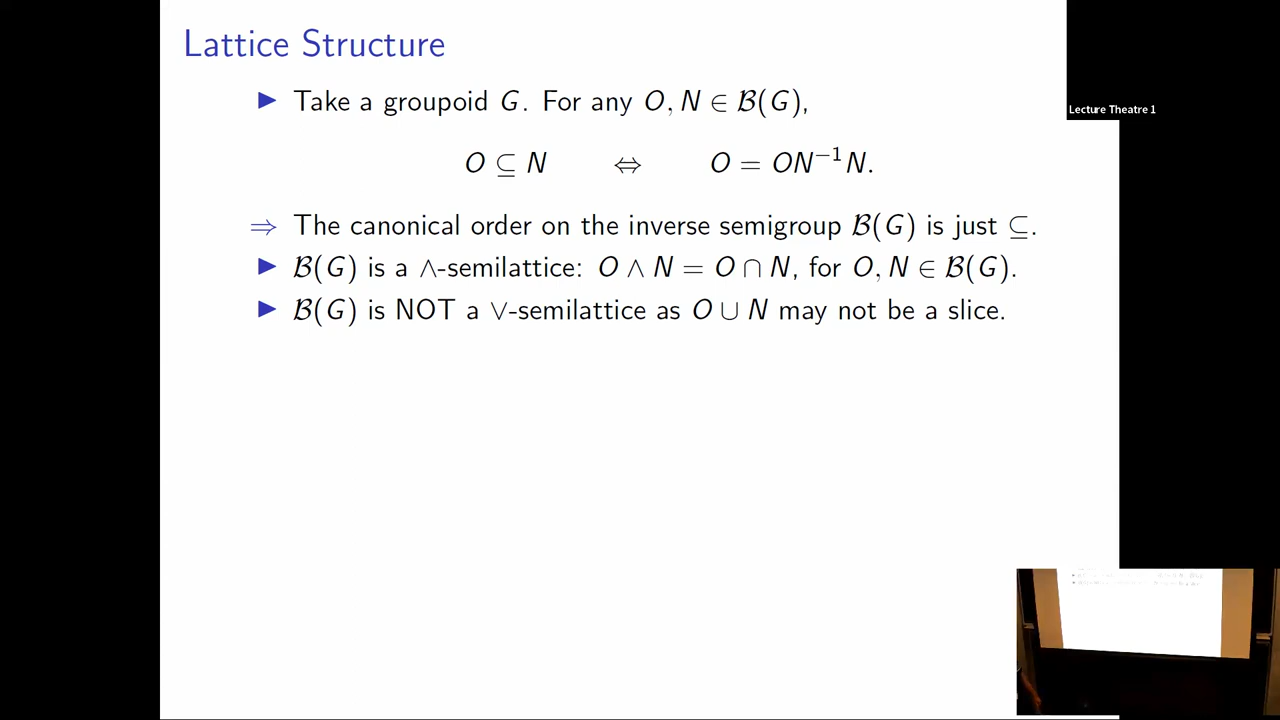 Lattice Structure
▶ Take a groupoid G. For any O, N ∈ ℬ(G),
O ⊆ N ⇔ O = ON⁻¹N.
⇒ The canonical order on the inverse semigroup ℬ(G) is just ⊆.
▶ ℬ(G) is a ∧-semilattice: O ∧ N = O ∩ N, for O, N ∈ ℬ(G).
▶ ℬ(G) is NOT a ∨-semilattice as O ∪ N may not be a slice.
Lecture Theatre 1